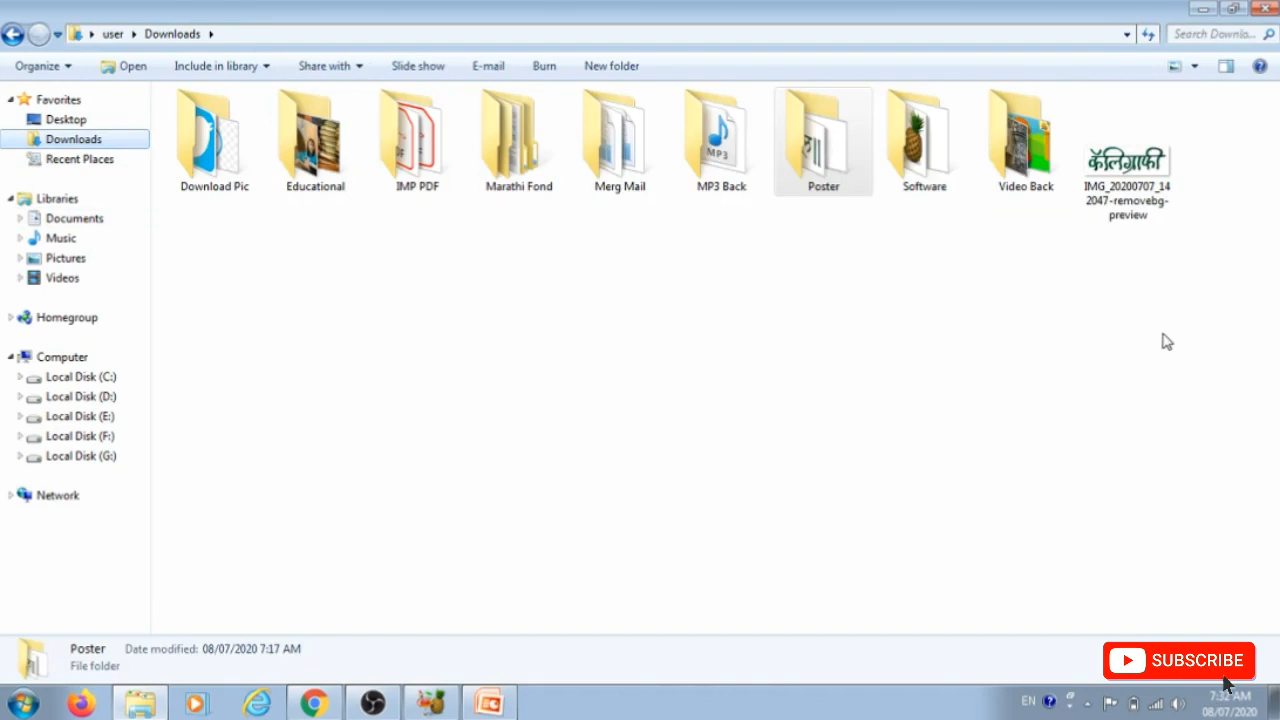 user
Downloads
Search Downlo...
Organize
Open
Include in library
Share with
Slide show
E-mail
Burn
New folder
Favorites
Desktop
Downloads
Recent Places
Libraries
Documents
Music
Pictures
Videos
Homegroup
Computer
Local Disk (C:)
Local Disk (D:)
Local Disk (E:)
Local Disk (F:)
Local Disk (G:)
Network
Download Pic
Educational
IMP PDF
Marathi Fond
Merg Mail
MP3
MP3 Back
Poster
Software
Video Back
कॅलिग्राफी
IMG_20200707_14
2047-removebg-
preview
Poster
Date modified: 08/07/2020 7:17 AM
File folder
SUBSCRIBE
EN
7:32 AM
08/07/2020